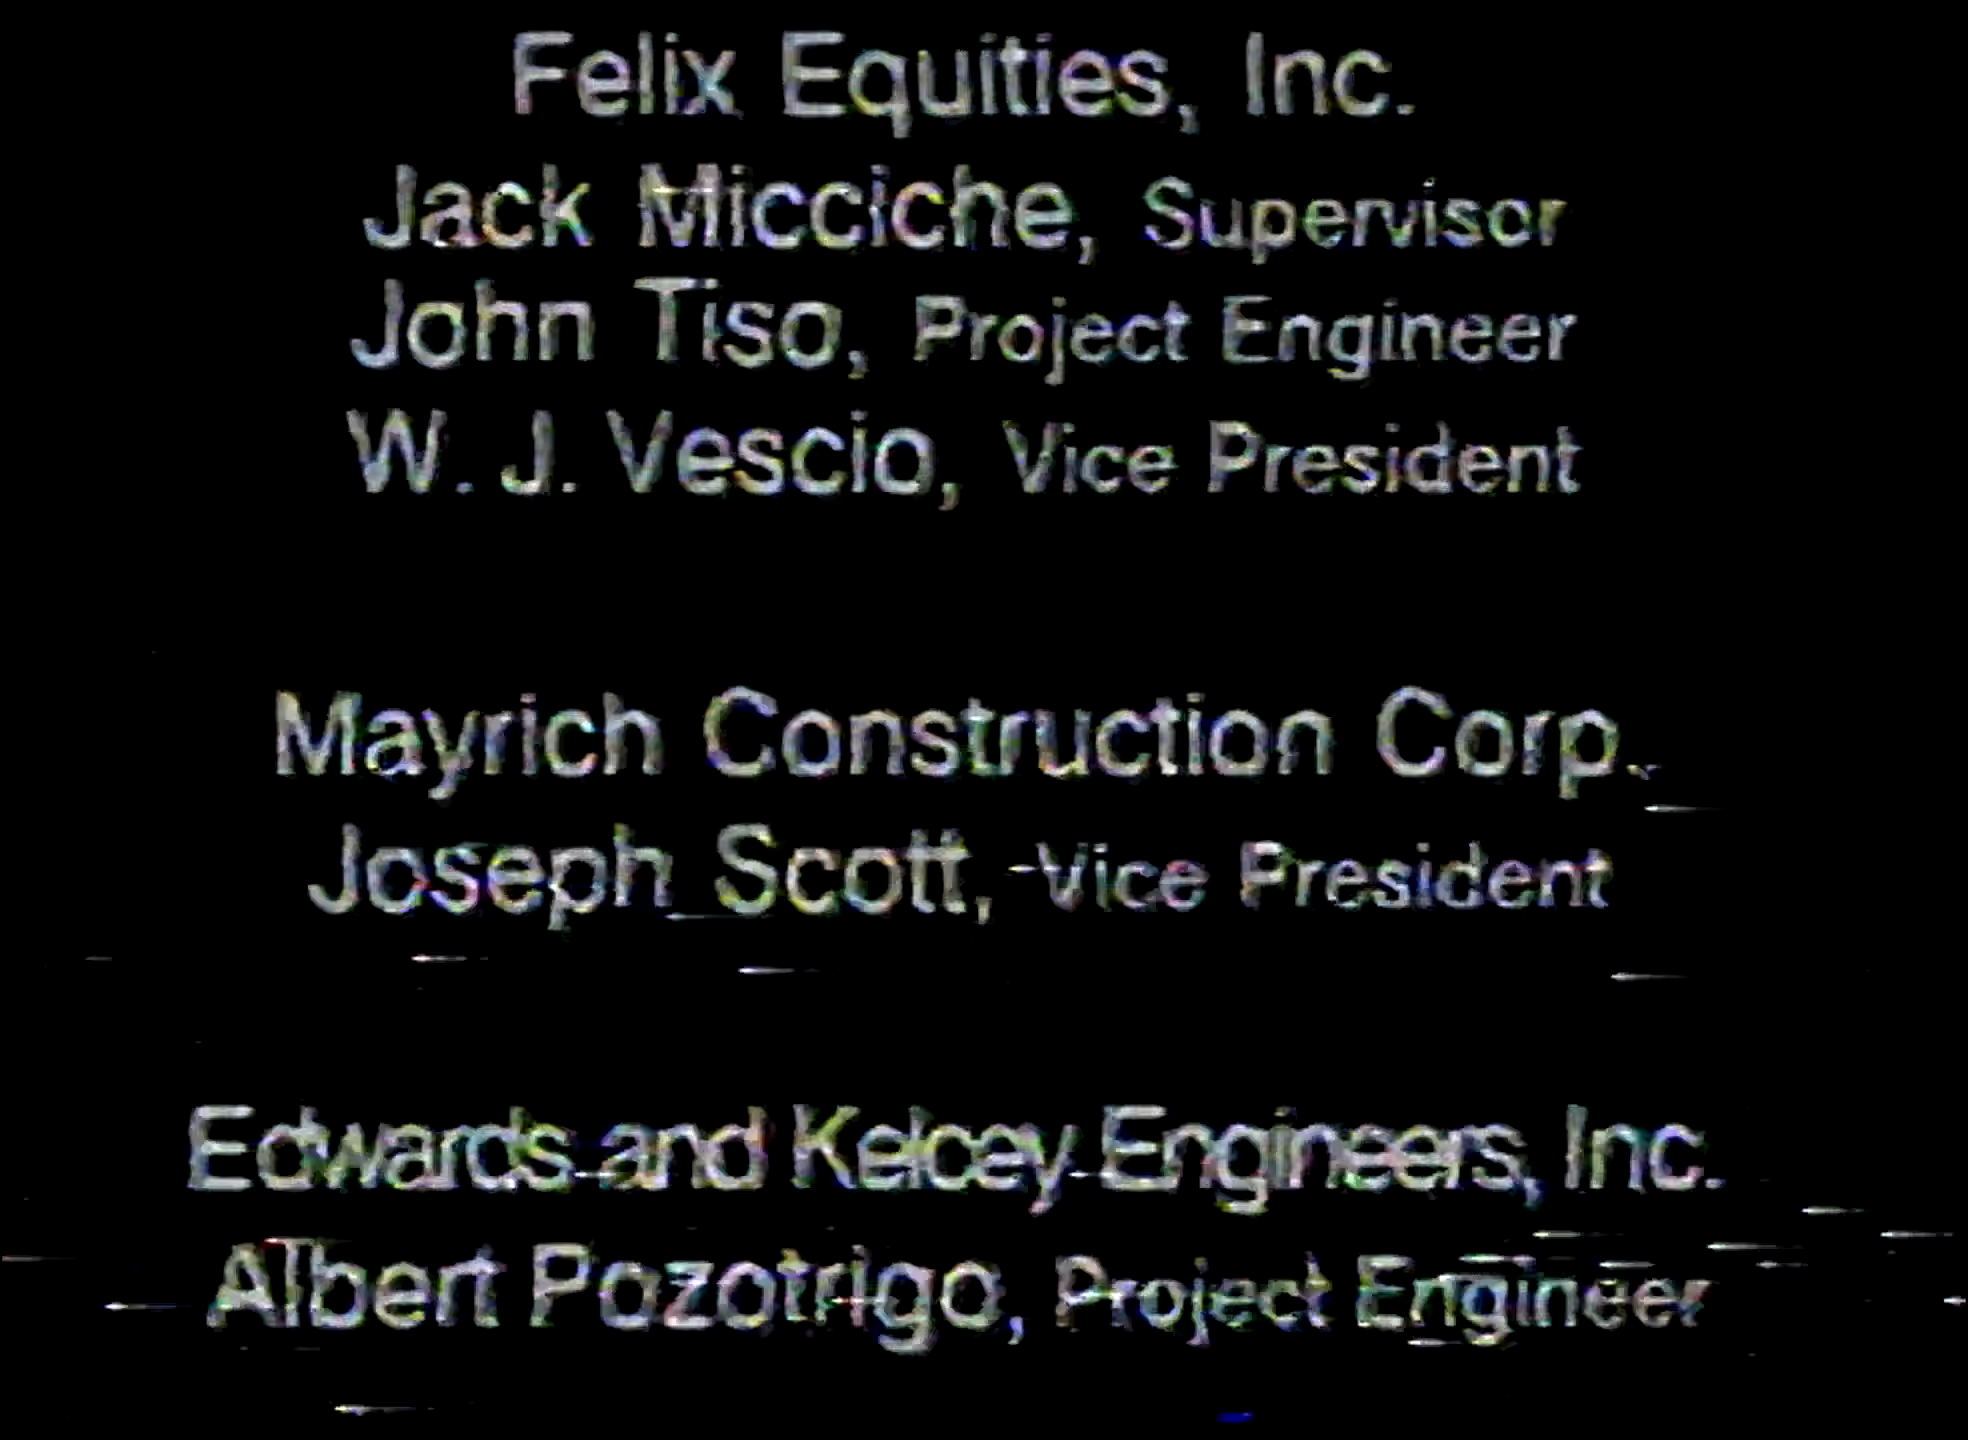 Felix Equities, Inc.
Jack Micciche, Supervisor
John Tiso, Project Engineer
W. J. Vescio, Vice President
Mayrich Construction Corp.
Joseph Scott, Vice President
Edwards and Kelcey Engineers, Inc.
Albert Pozotrigo, Project Engineer